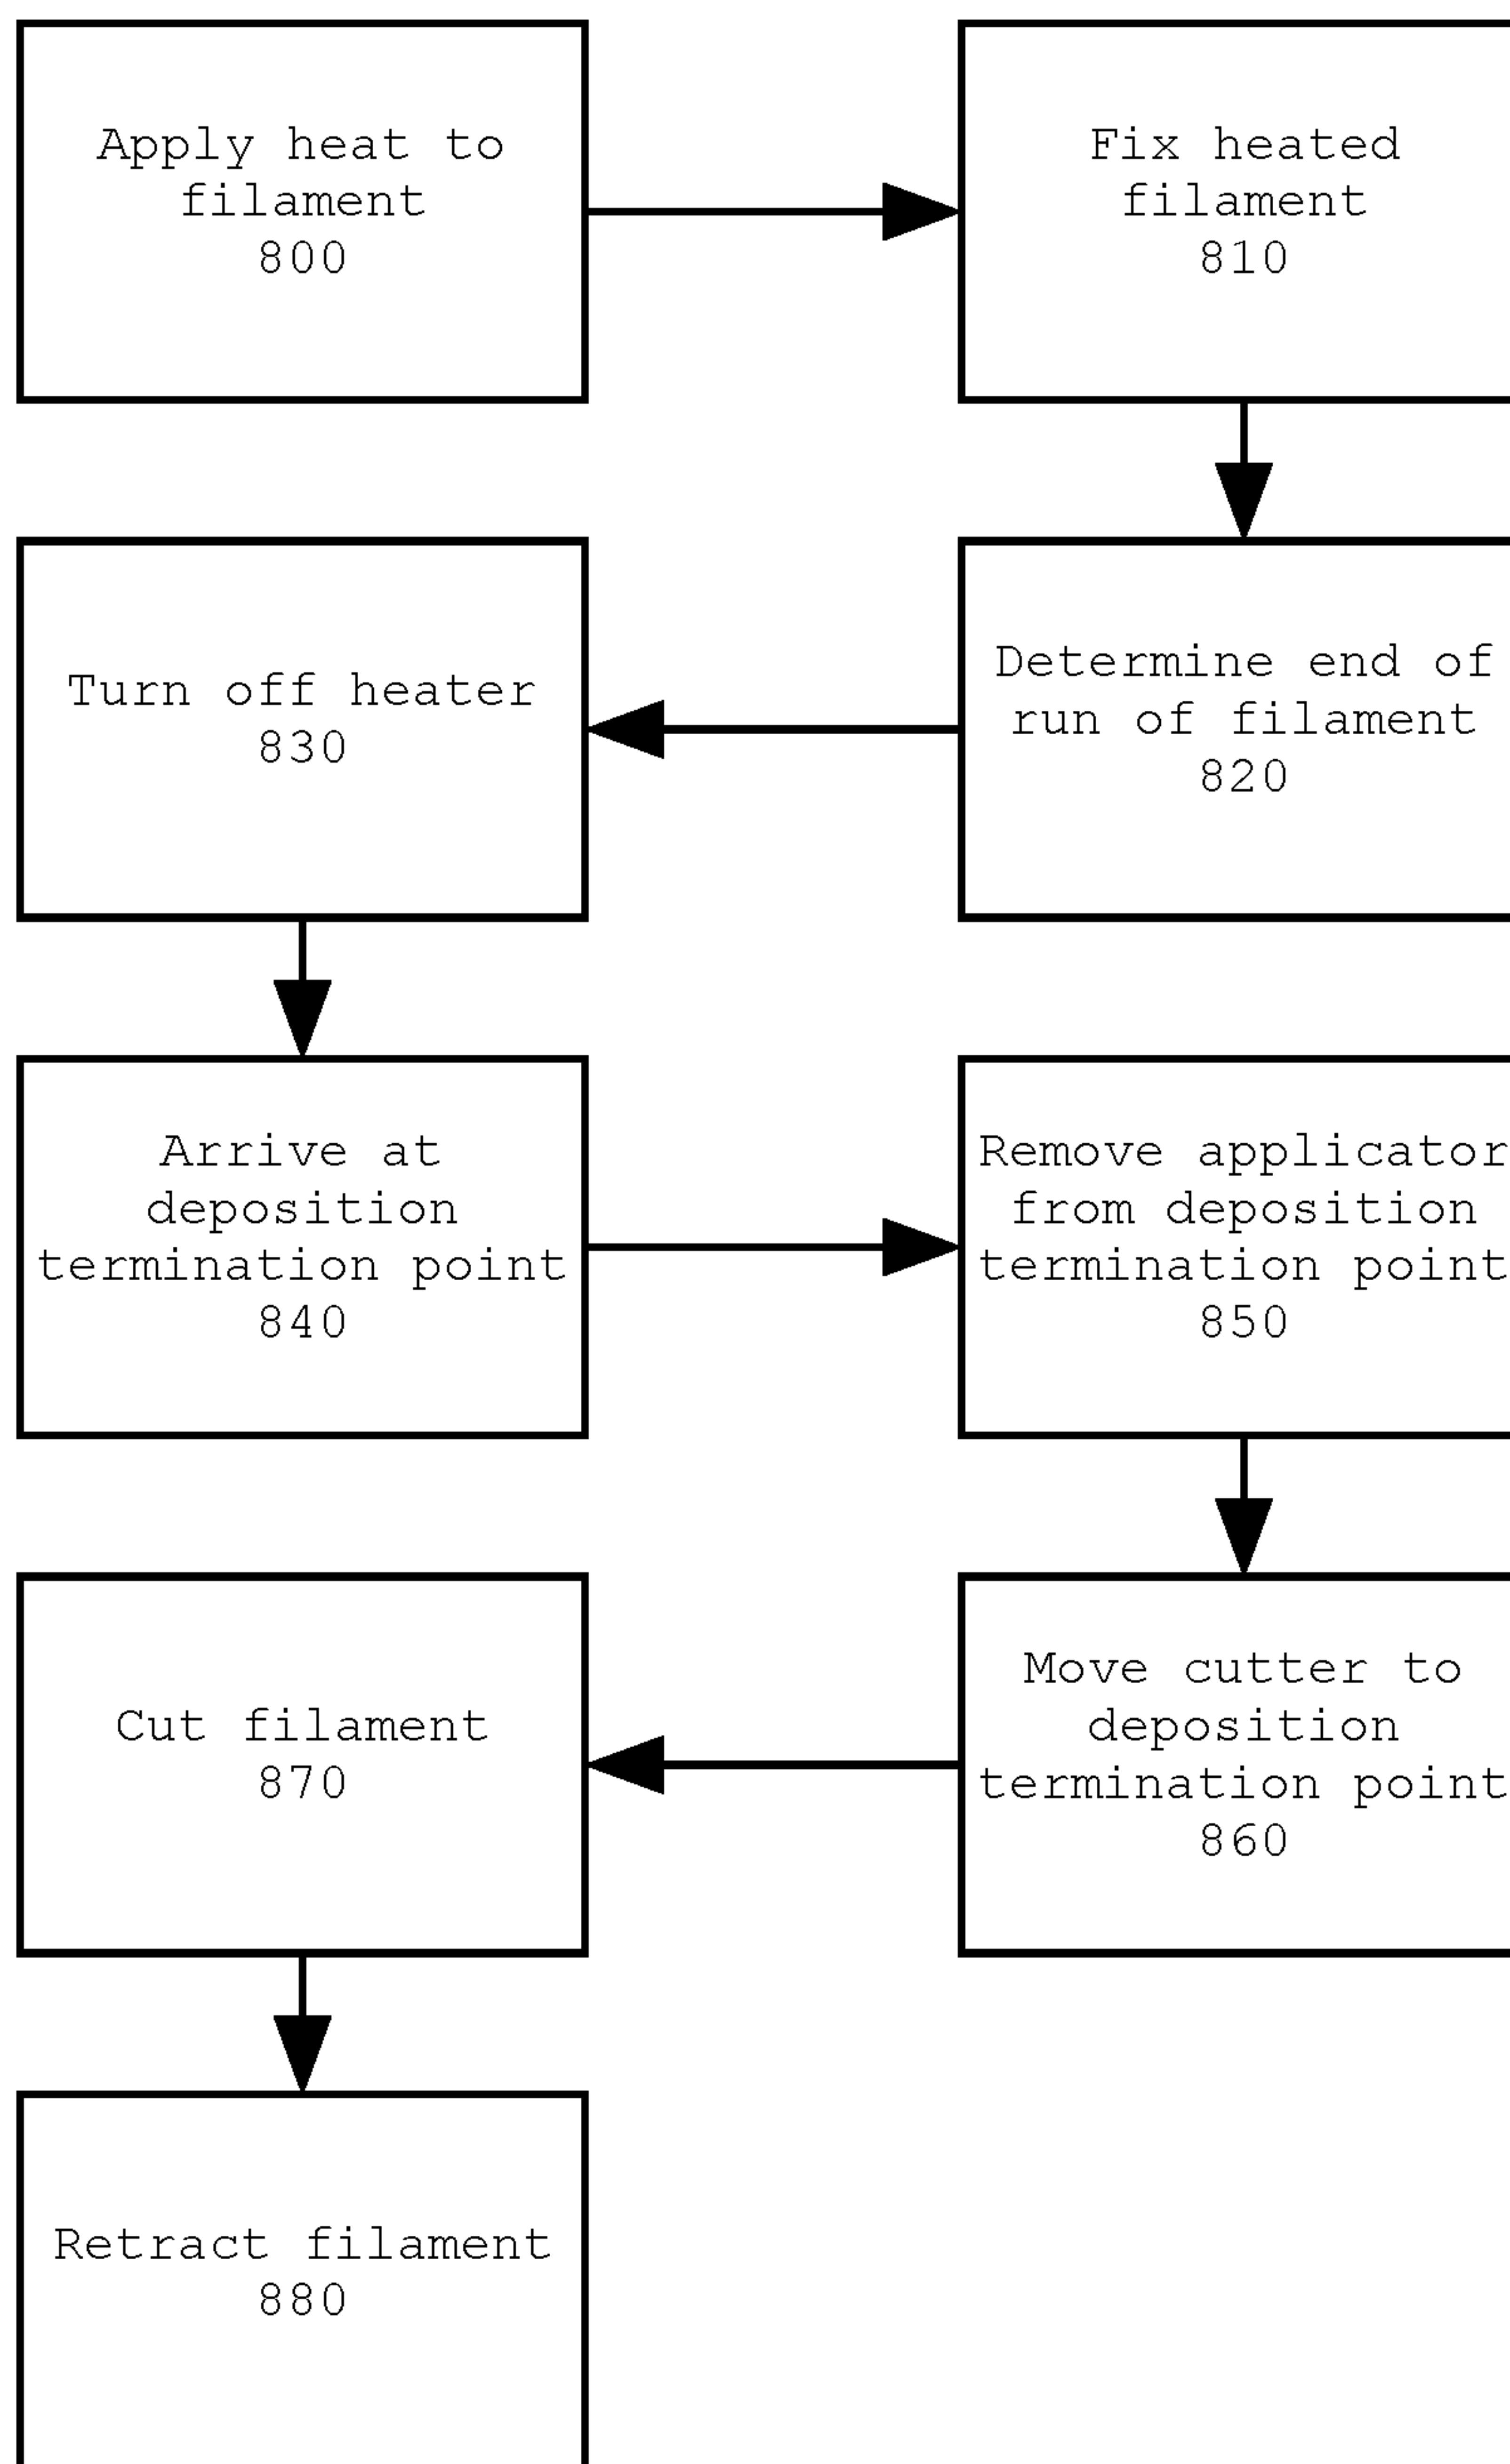 Apply heat to
filament
800
Fix heated
filament
810
Determine end of
run of filament
820
Turn off heater
830
Arrive at
deposition
termination point
840
Remove applicator
from deposition
termination point
850
Move cutter to
deposition
termination point
860
Cut filament
870
Retract filament
880